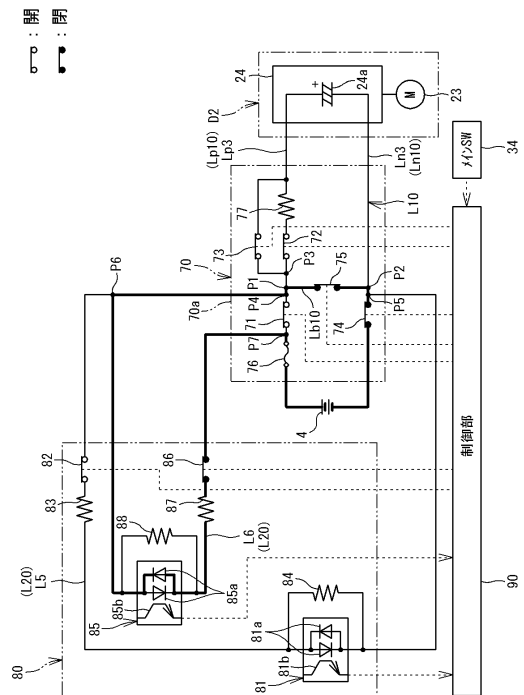 ：開
：閉
24
24a
+
M
23
D2
(Lp10)
Lp3
Ln3
(Ln10)
メインSW
34
L10
77
73
72
70
P3
75
P6
P1
P2
P4
P5
70a
71
Lb10
74
P7
76
4
82
86
83
87
制御部
88
L6
(L20)
(L20)
L5
85b
85a
85
84
81a
81b
81
80
90